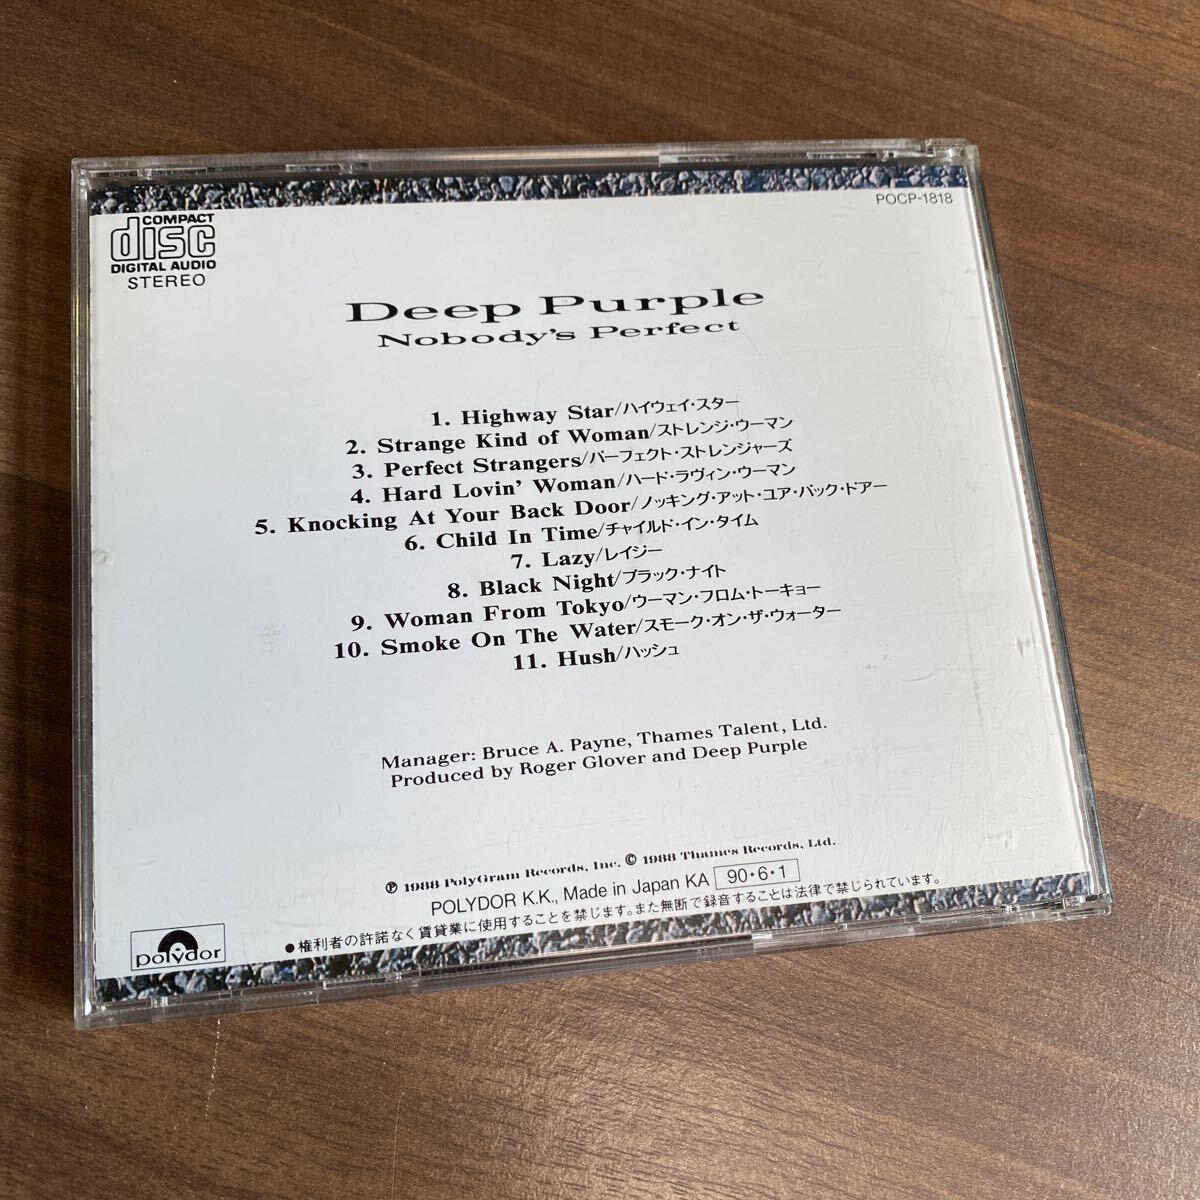 COMPACT
disc
DIGITAL AUDIO
STEREO
POCP-1818
Deep Purple
Nobody's Perfect
1. Highway Star/ハイウェイ・スター
2. Strange Kind of Woman/ストレンジ・ウーマン
3. Perfect Strangers/パーフェクト・ストレンジャーズ
4. Hard Lovin' Woman/ハード・ラヴィン・ウーマン
5. Knocking At Your Back Door/ノッキング・アット・ユア・バック・ドアー
6. Child In Time/チャイルド・イン・タイム
7. Lazy/レイジー
8. Black Night/ブラック・ナイト
9. Woman From Tokyo/ウーマン・フロム・トーキョー
10. Smoke On The Water/スモーク・オン・ザ・ウォーター
11. Hush/ハッシュ
Manager: Bruce A. Payne, Thames Talent, Ltd.
Produced by Roger Glover and Deep Purple
℗ 1988 PolyGram Records, Inc. © 1988 Thames Records, Ltd.
POLYDOR K.K., Made in Japan KA 90・6・1
●権利者の許諾なく賃貸業に使用することを禁じます。また無断で録音することは法律で禁じられています。
polydor